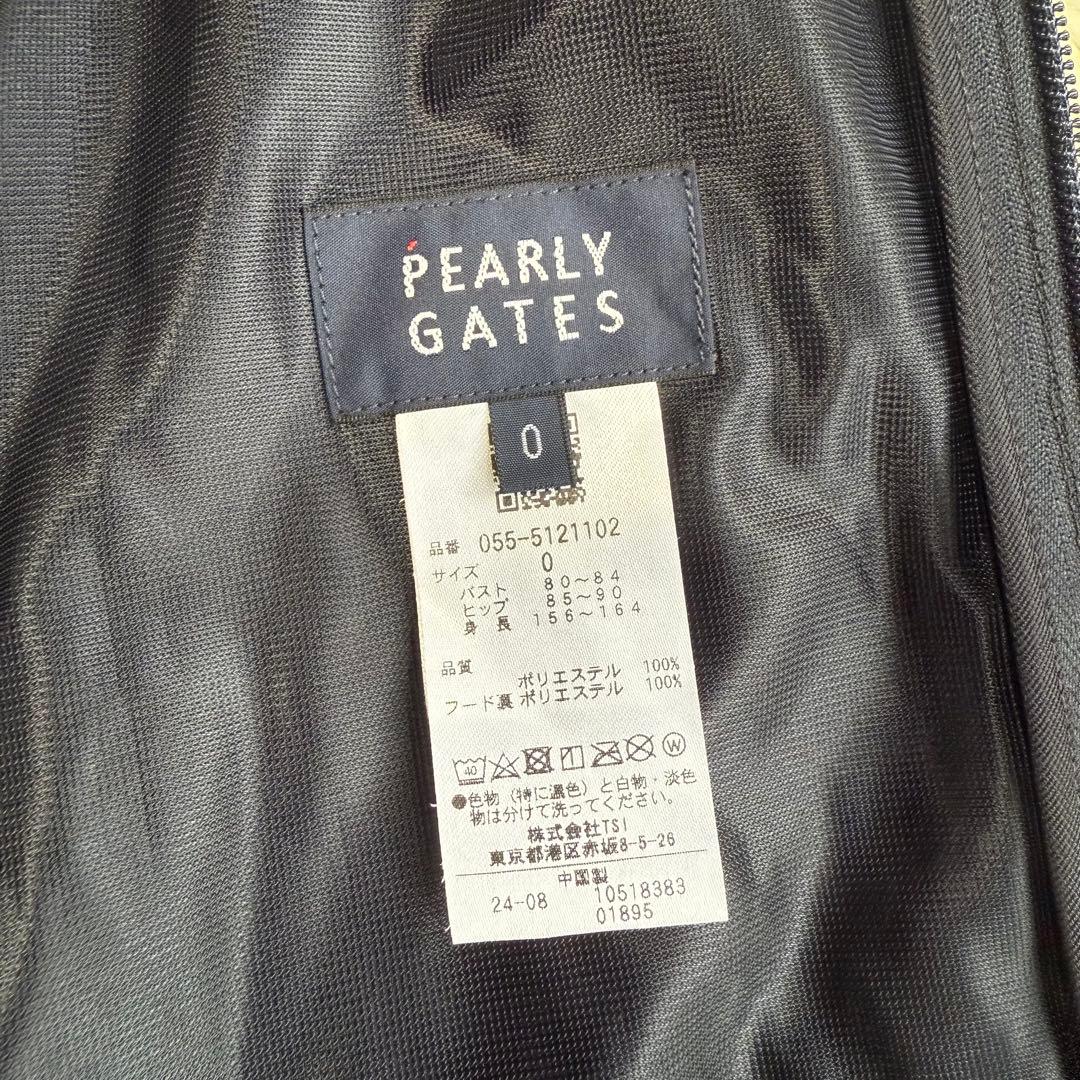 PEARLY
GATES
0
品番 055-5121102
サイズ 0
バスト 80~84
ヒップ 85~90
身長 156~164
品質
ポリエステル 100%
フード裏 ポリエステル 100%
40 W
●色物（特に濃色）と白物・淡色
物は分けて洗ってください。
株式会社TSI
東京都港区赤坂8-5-26
中国製
24-08 10518383
01895